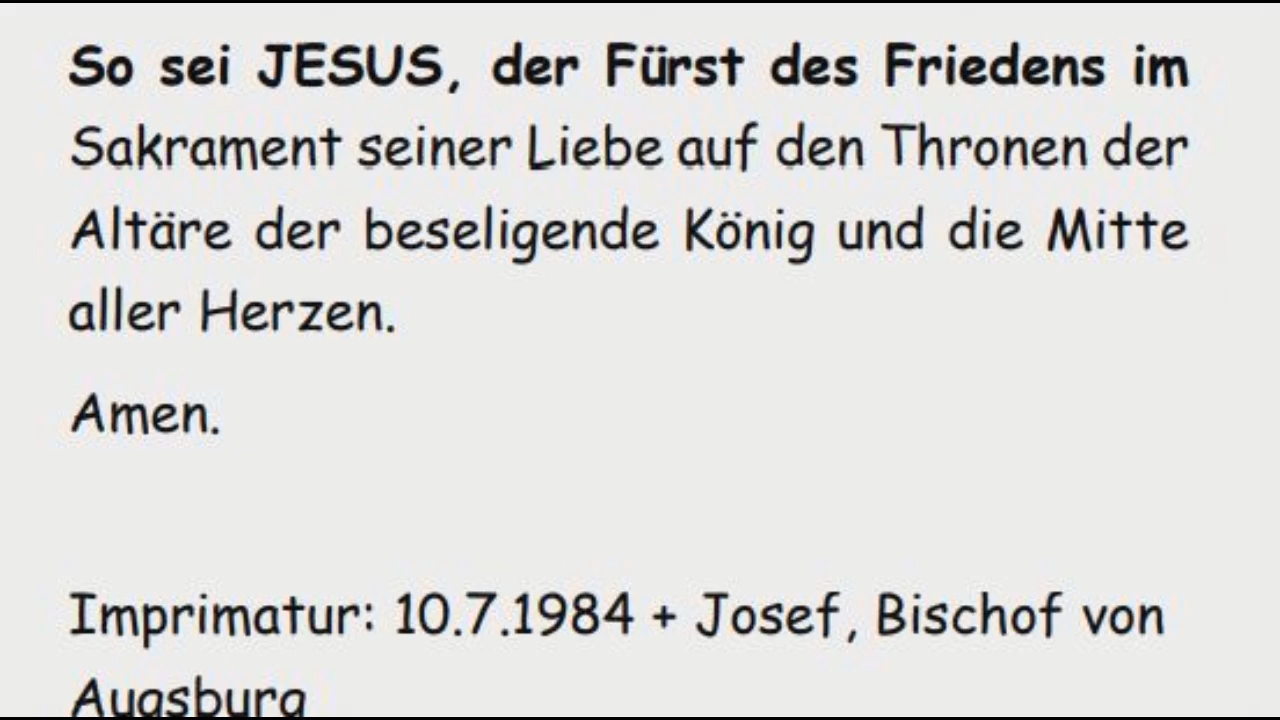 So sei JESUS, der Fürst des Friedens im
Sakrament seiner Liebe auf den Thronen der
Altäre der beseligende König und die Mitte
aller Herzen.
Amen.
Imprimatur: 10.7.1984 + Josef, Bischof von
Augsburg